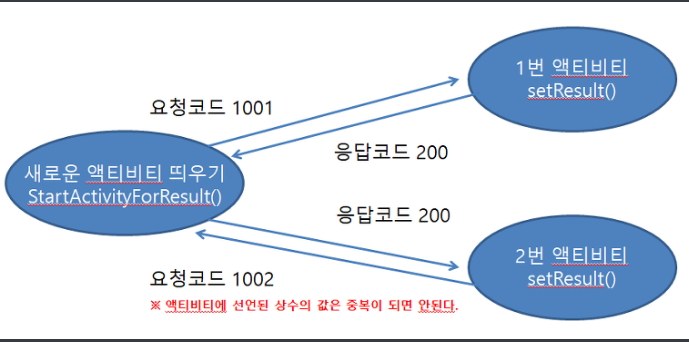 1번 액티비티
setResult()
요청코드 1001
응답코드 200
새로운 액티비티 띄우기
StartActivityForResult()
응답코드 200
2번 액티비티
setResult()
요청코드 1002
※ 액티비티에 선언된 상수의 값은 중복이 되면 안된다.